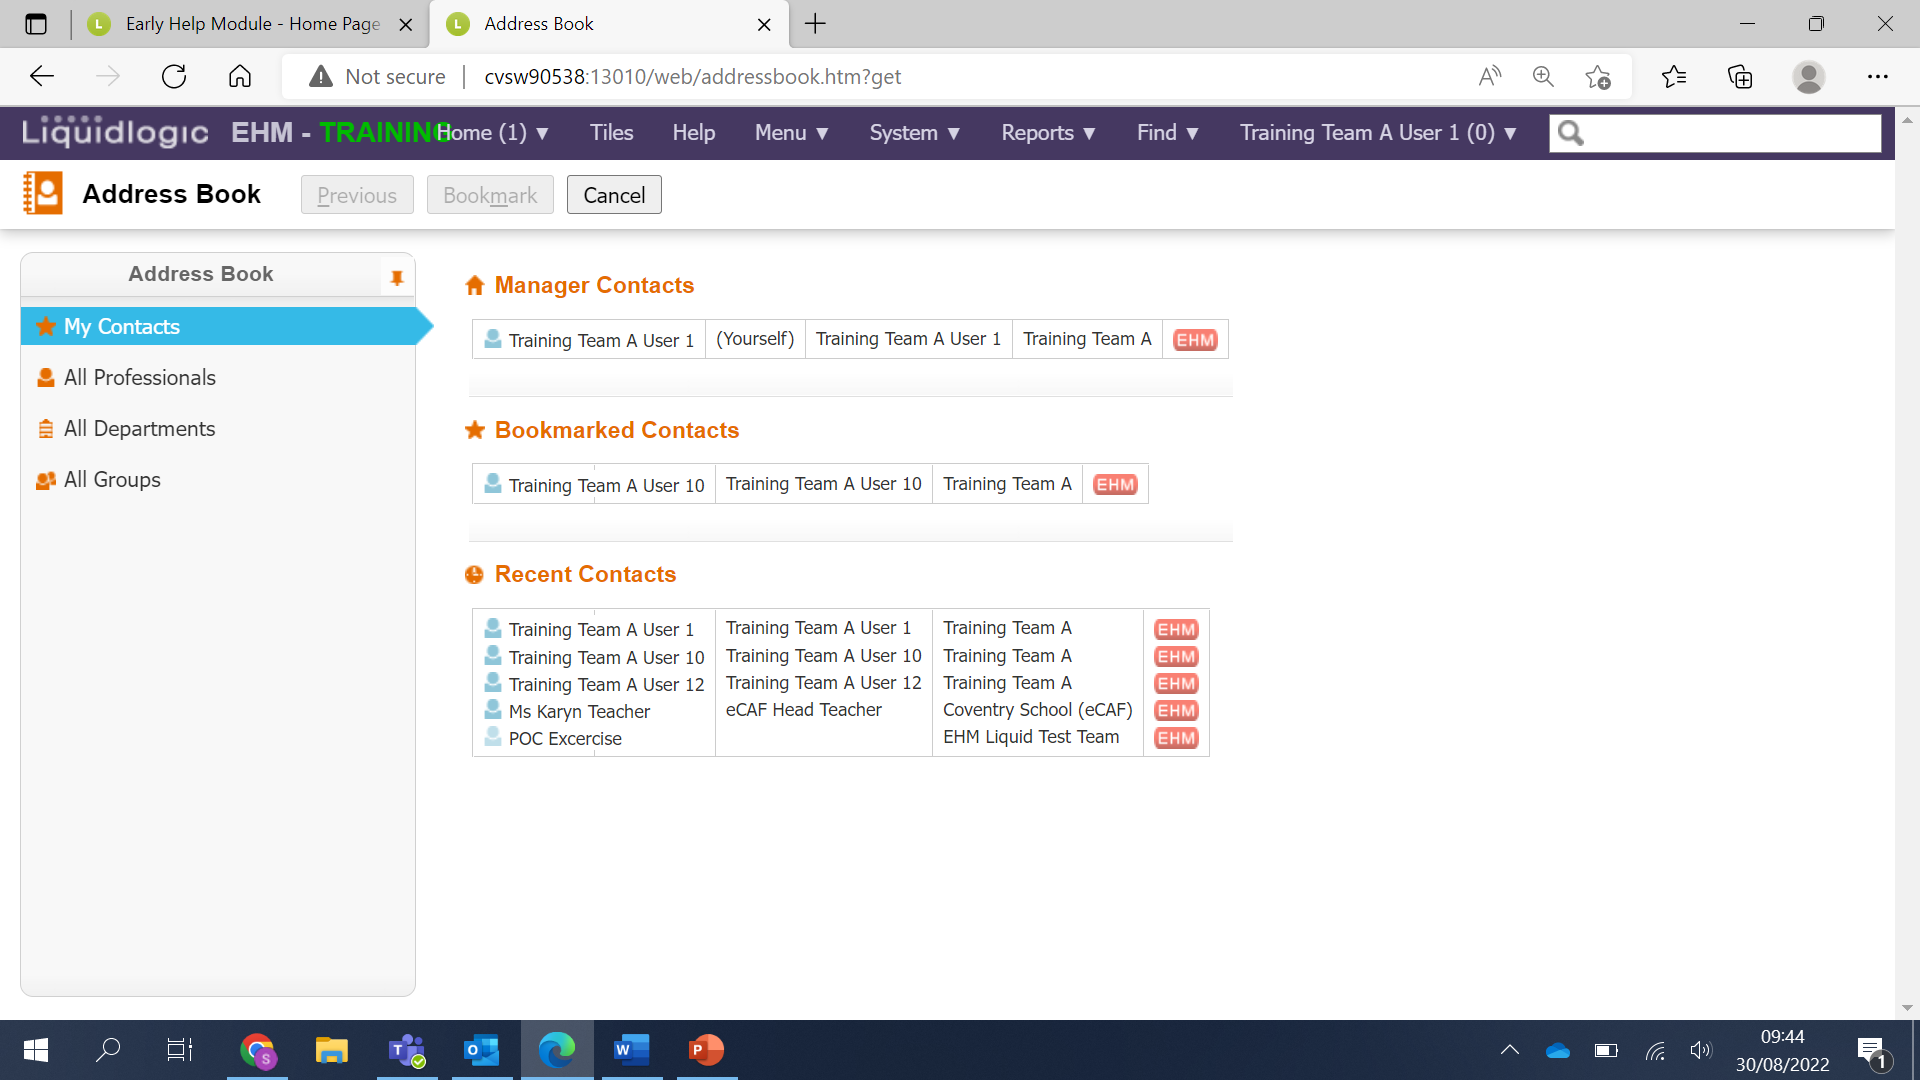 Early Help Module - Home Page
Address Book
Not secure
cvsw90538:13010/web/addressbook.htm?get
Liquidlogic EHM - TRAINING Home (1) ▼ Tiles Help Menu ▼ System ▼ Reports ▼ Find ▼ Training Team A User 1 (0) ▼
Address Book Previous Bookmark Cancel
Address Book
My Contacts
All Professionals
All Departments
All Groups
Manager Contacts
Training Team A User 1 (Yourself) Training Team A User 1 Training Team A EHM
Bookmarked Contacts
Training Team A User 10 Training Team A User 10 Training Team A EHM
Recent Contacts
Training Team A User 1 Training Team A User 1 Training Team A EHM
Training Team A User 10 Training Team A User 10 Training Team A EHM
Training Team A User 12 Training Team A User 12 Training Team A EHM
Ms Karyn Teacher eCAF Head Teacher Coventry School (eCAF) EHM
POC Excercise EHM Liquid Test Team EHM
09:44
30/08/2022
1